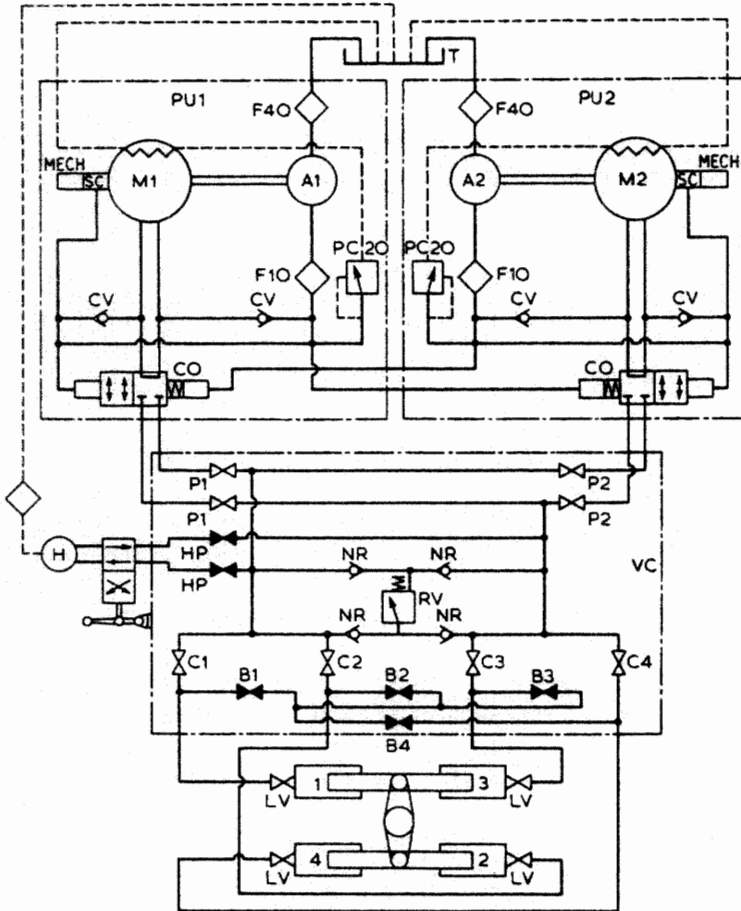 T
PU1
F40
F40
PU2
MECH
SC
M1
A1
A2
M2
SC
MECH
PC20
PC20
F10
F10
CV
CV
CV
CV
CO
CO
P1
P2
P1
P2
H
HP
HP
NR
NR
VC
RV
NR
NR
C1
C2
C3
C4
B1
B2
B3
B4
LV
1
3
LV
LV
4
2
LV